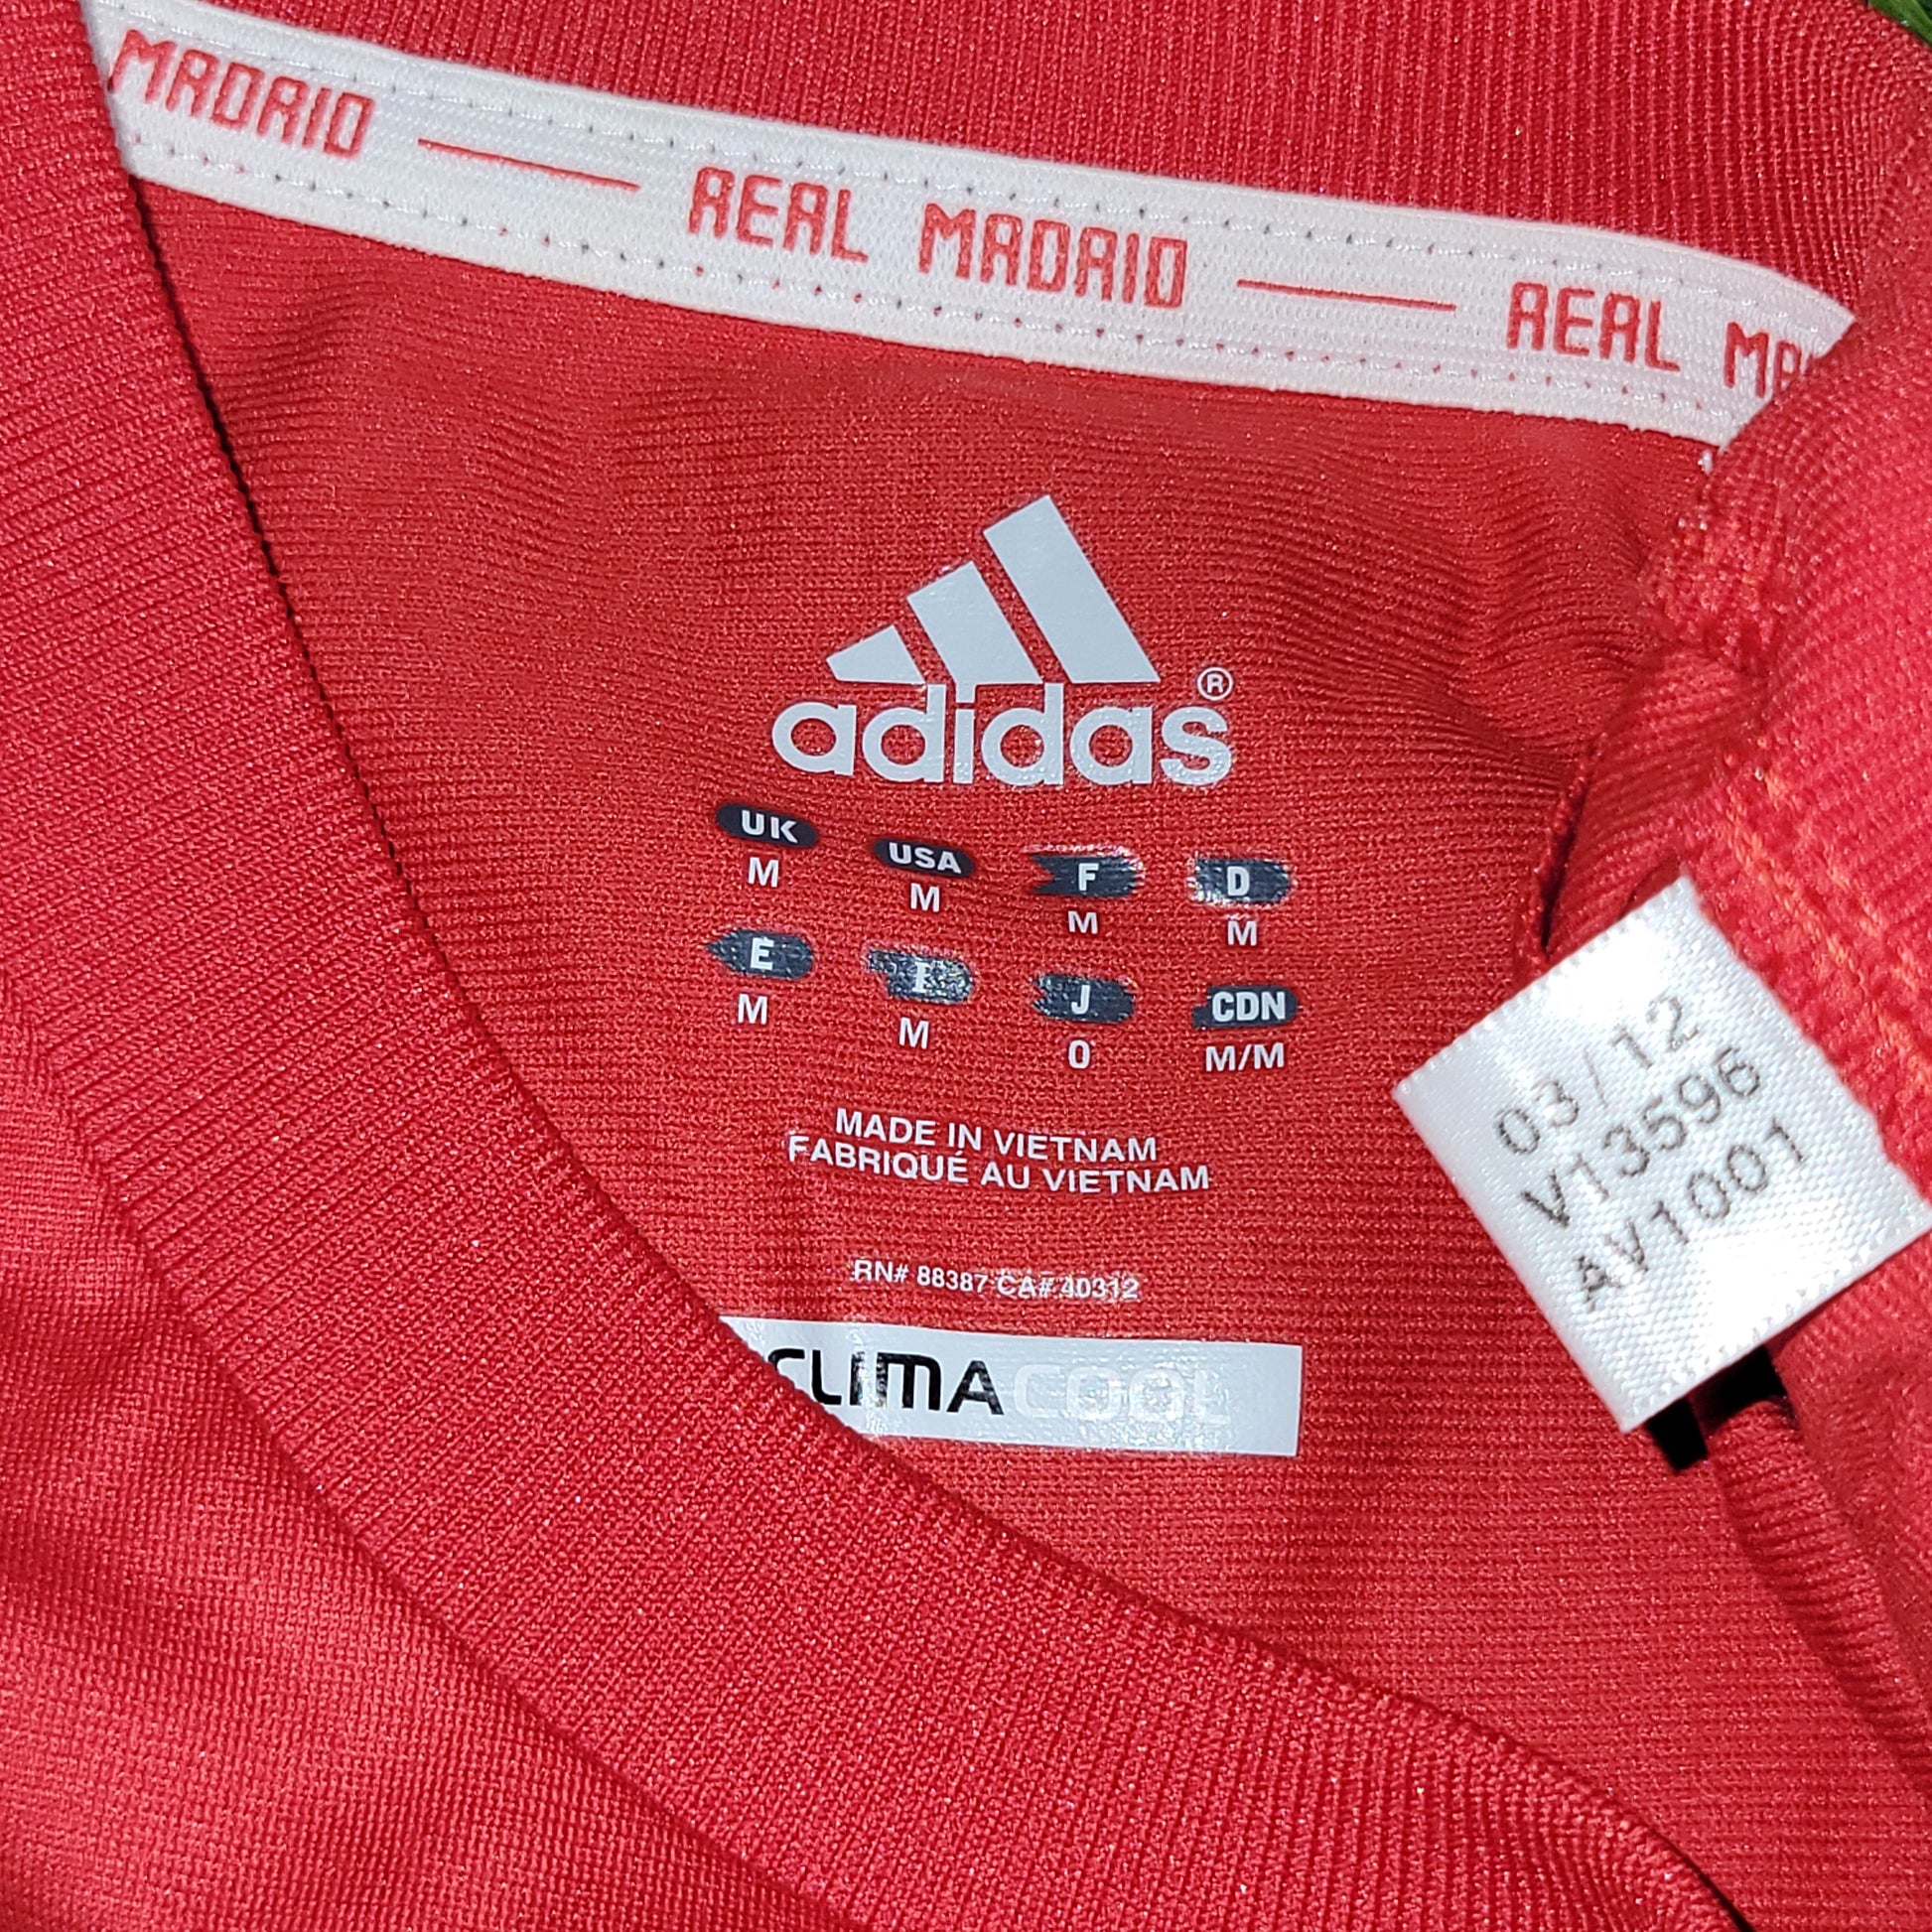 MADRID — REAL MADRID — REAL MA
adidas®
UK USA F D
M M M M
E I J CDN
M M O M/M
MADE IN VIETNAM
FABRIQUÉ AU VIETNAM
RN# 88387 CA# 40312
CLIMACOOL
03/12
V13596
AV1001